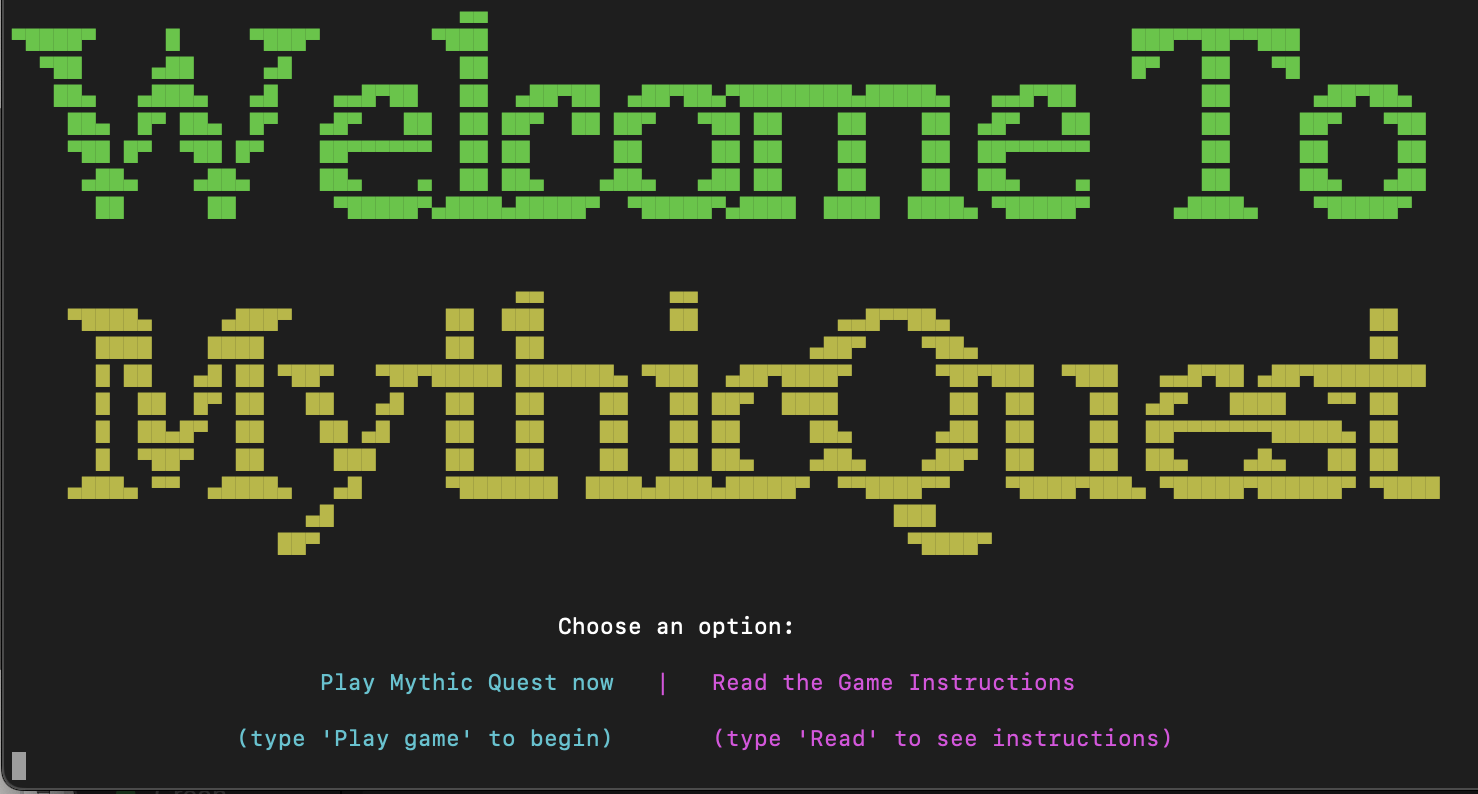 Welcome To
MythicQuest
Choose an option:
Play Mythic Quest now | Read the Game Instructions
(type 'Play game' to begin) (type 'Read' to see instructions)